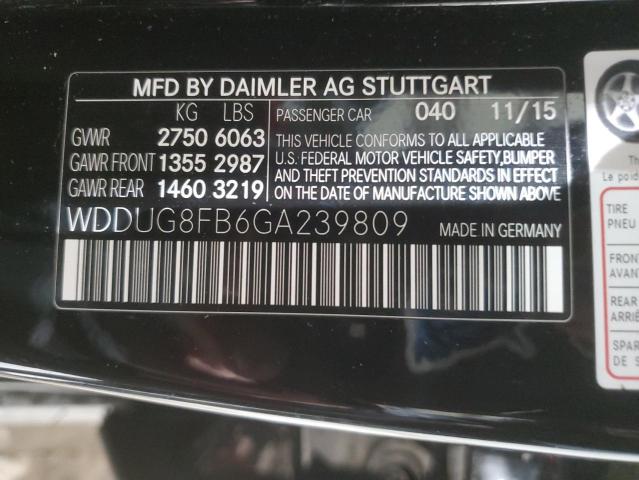 MFD BY DAIMLER AG STUTTGART
KG LBS PASSENGER CAR 040 11/15
GVWR 2750 6063 THIS VEHICLE CONFORMS TO ALL APPLICABLE
GAWR FRONT 1355 2987 U.S. FEDERAL MOTOR VEHICLE SAFETY, BUMPER
AND THEFT PREVENTION STANDARDS IN EFFECT
GAWR REAR 1460 3219 ON THE DATE OF MANUFACTURE SHOWN ABOVE
WDDUG8FB6GA239809 MADE IN GERMANY
Le poid
TIRE
PNEU
FRON
AVAN
REAR
ARRIÈ
SPAR
DE S